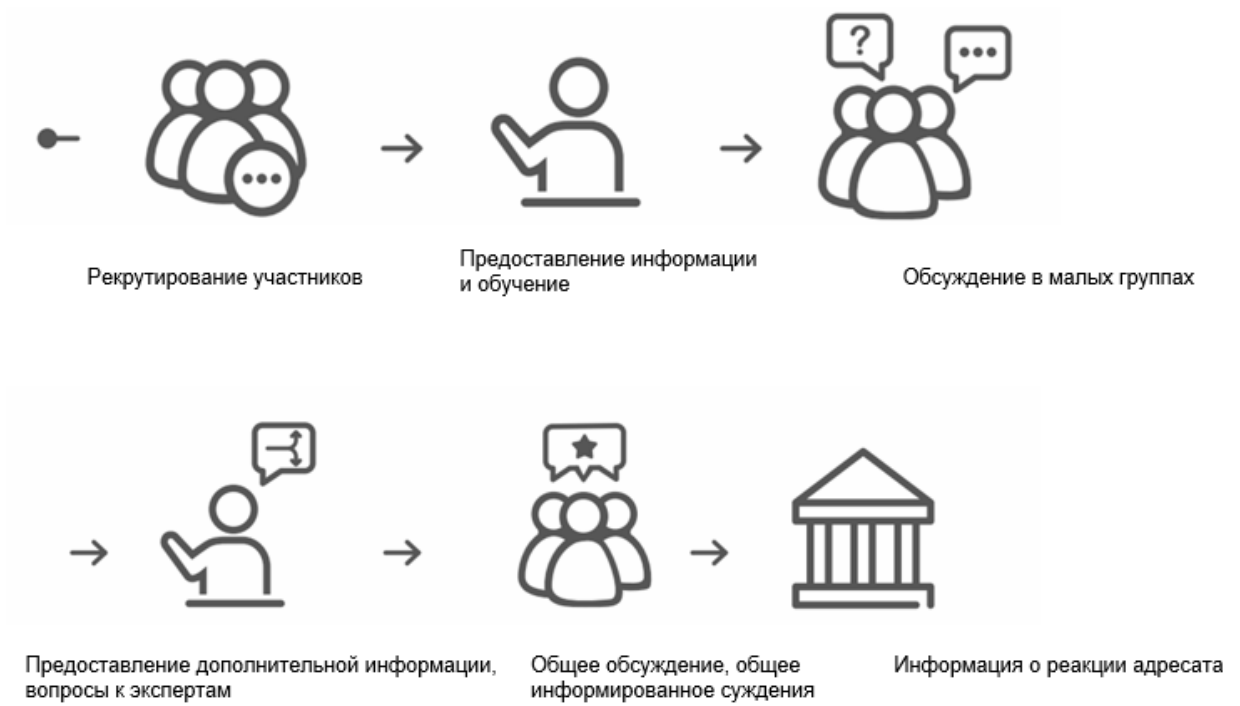 Рекрутирование участников
Предоставление информации
и обучение
Обсуждение в малых группах
Предоставление дополнительной информации,
вопросы к экспертам
Общее обсуждение, общее
информированное суждения
Информация о реакции адресата